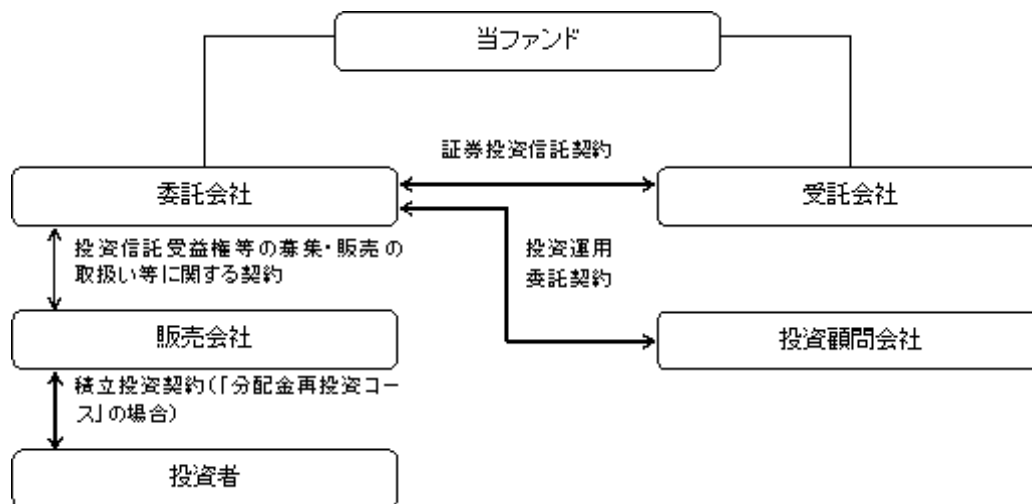 当ファンド
証券投資信託契約
委託会社
受託会社
投資信託受益権等の募集・販売の
取扱い等に関する契約
投資運用
委託契約
販売会社
投資顧問会社
積立投資契約(「分配金再投資コー
ス」の場合)
投資者